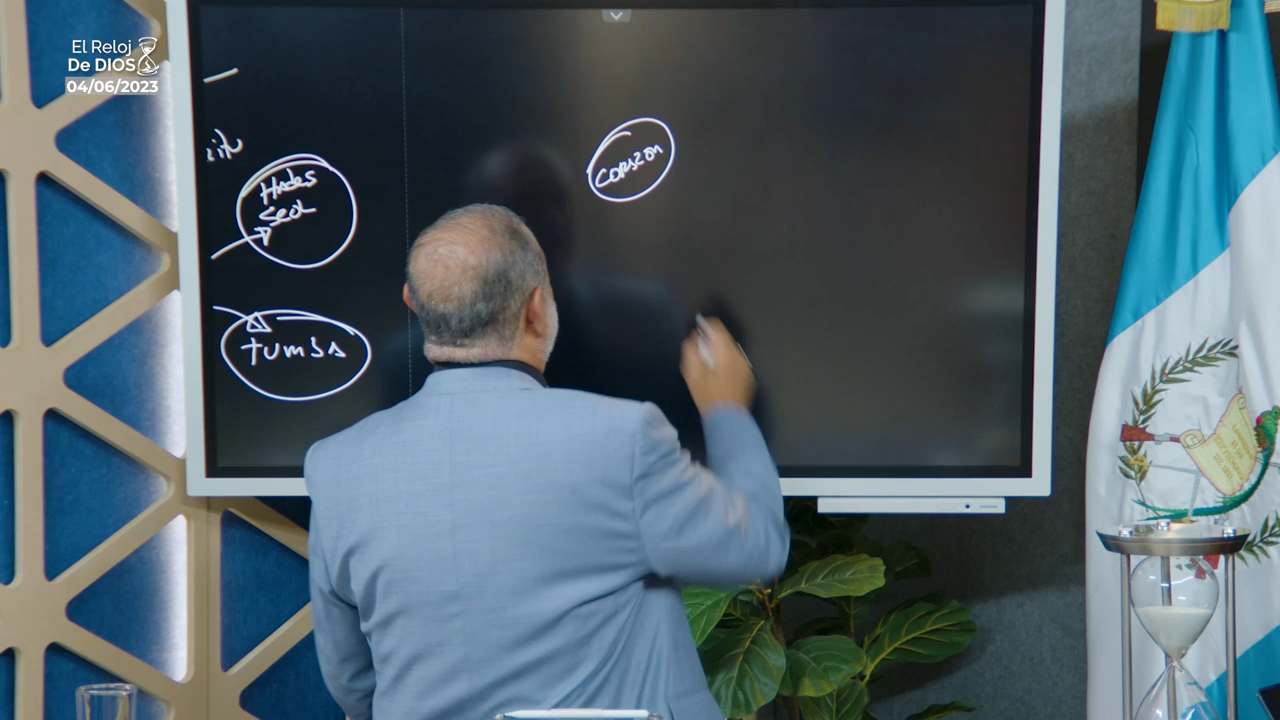 El Reloj
De DIOS
04/06/2023
Hades
Seol
tumba
corazon